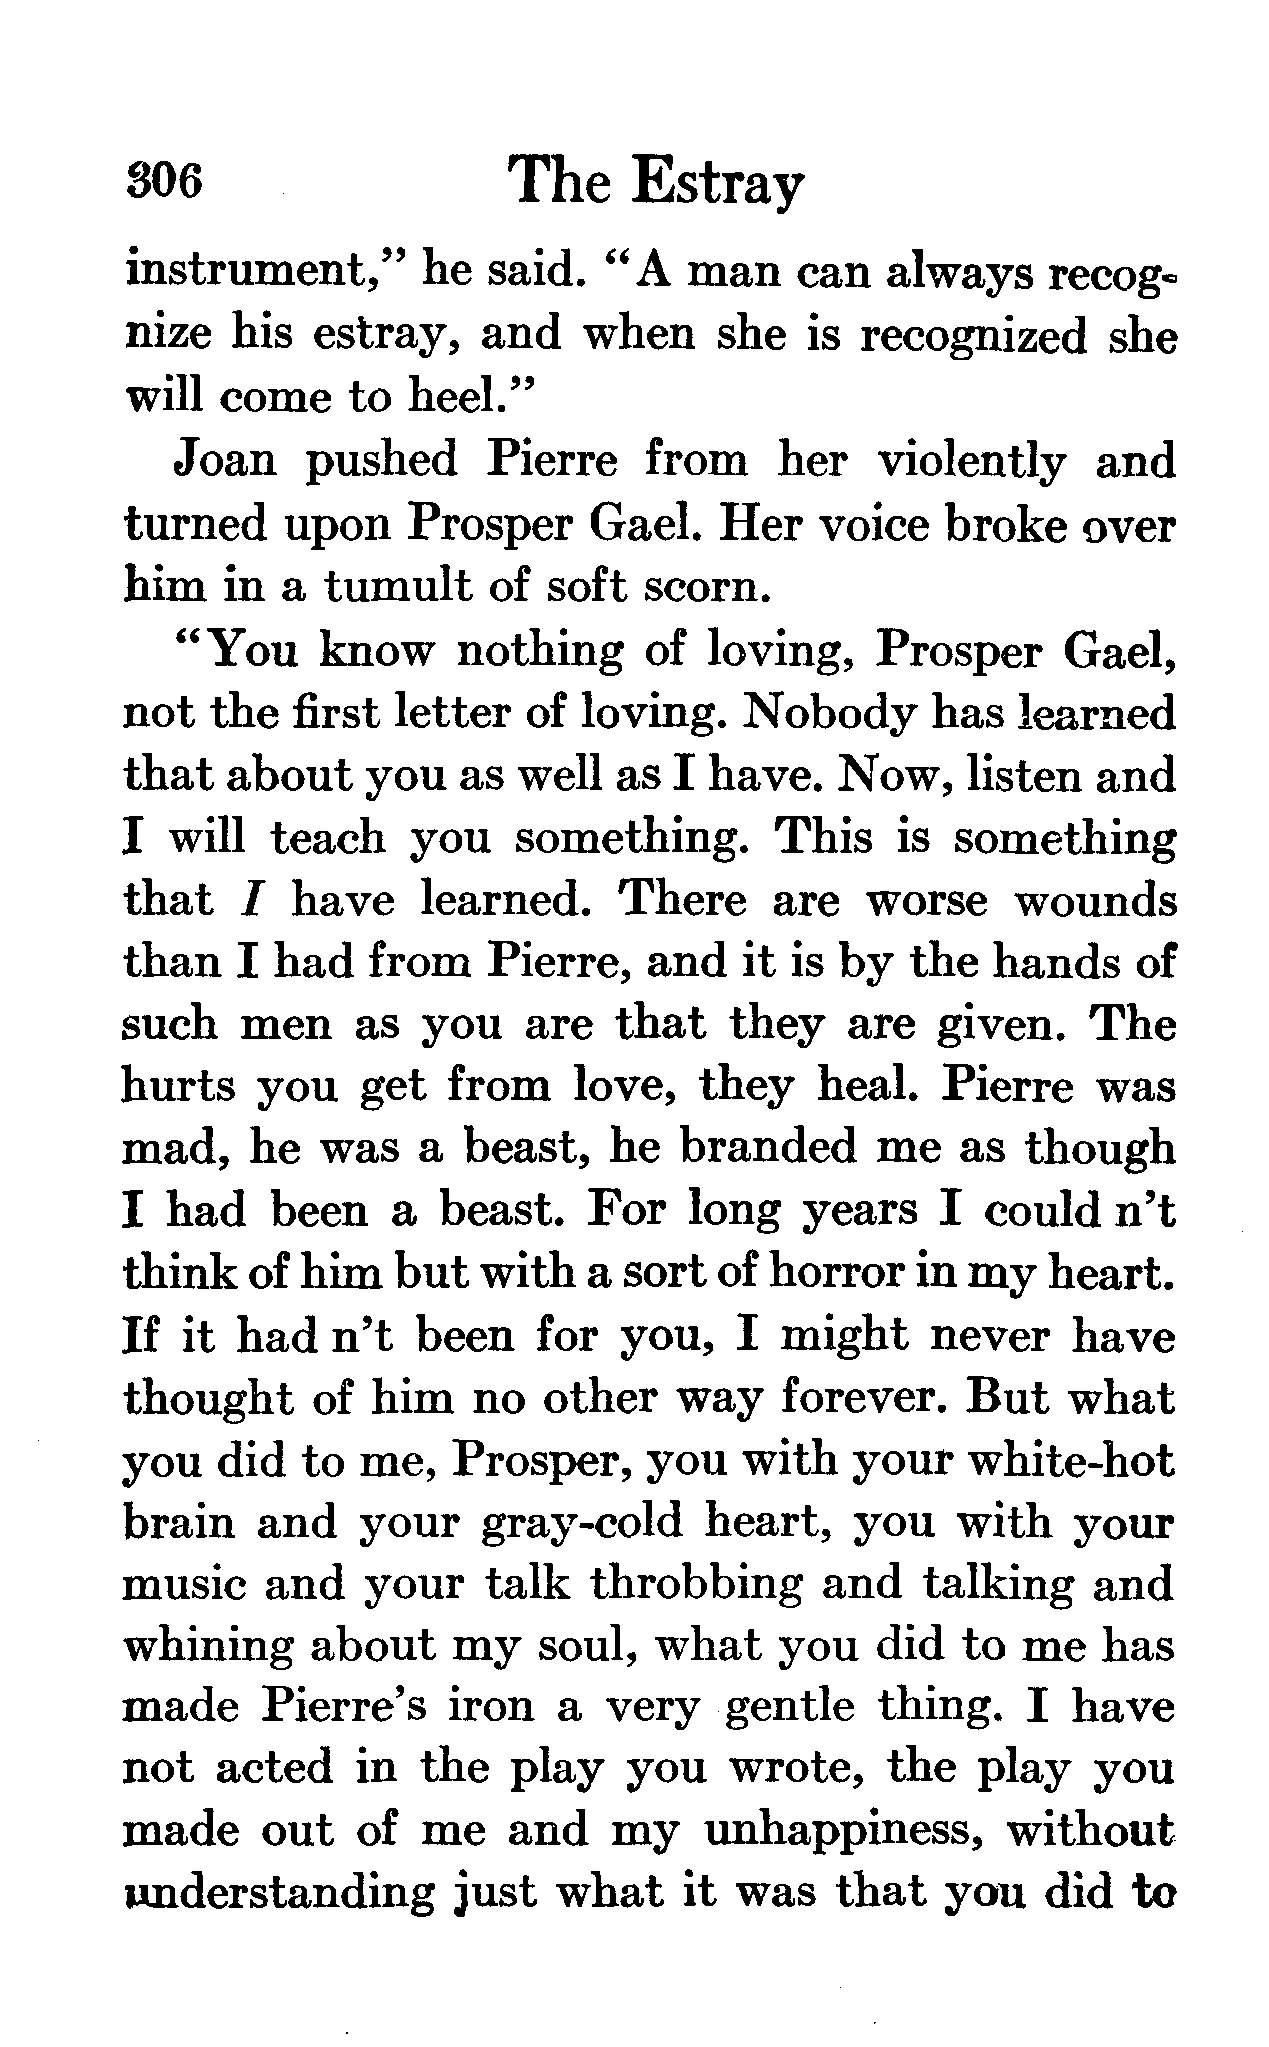 306 The Estray
instrument,” he said. “A man can always recog-
nize his estray, and when she is recognized she
will come to heel.”
Joan pushed Pierre from her violently and
turned upon Prosper Gael. Her voice broke over
him in a tumult of soft scorn.
“You know nothing of loving, Prosper Gael,
not the first letter of loving. Nobody has learned
that about you as well as I have. Now, listen and
I will teach you something. This is something
that I have learned. There are worse wounds
than I had from Pierre, and it is by the hands of
such men as you are that they are given. The
hurts you get from love, they heal. Pierre was
mad, he was a beast, he branded me as though
I had been a beast. For long years I could n’t
think of him but with a sort of horror in my heart.
If it had n’t been for you, I might never have
thought of him no other way forever. But what
you did to me, Prosper, you with your white-hot
brain and your gray-cold heart, you with your
music and your talk throbbing and talking and
whining about my soul, what you did to me has
made Pierre’s iron a very gentle thing. I have
not acted in the play you wrote, the play you
made out of me and my unhappiness, without
understanding just what it was that you did to